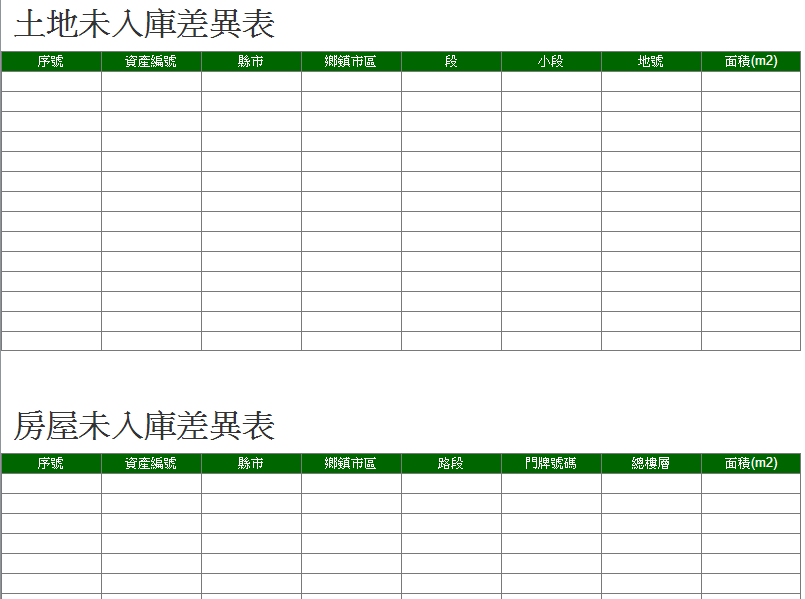 土地未入庫差異表
序號 資產編號 縣市 鄉鎮市區 段 小段 地號 面積(m2)
房屋未入庫差異表
序號 資產編號 縣市 鄉鎮市區 路段 門牌號碼 總樓層 面積(m2)